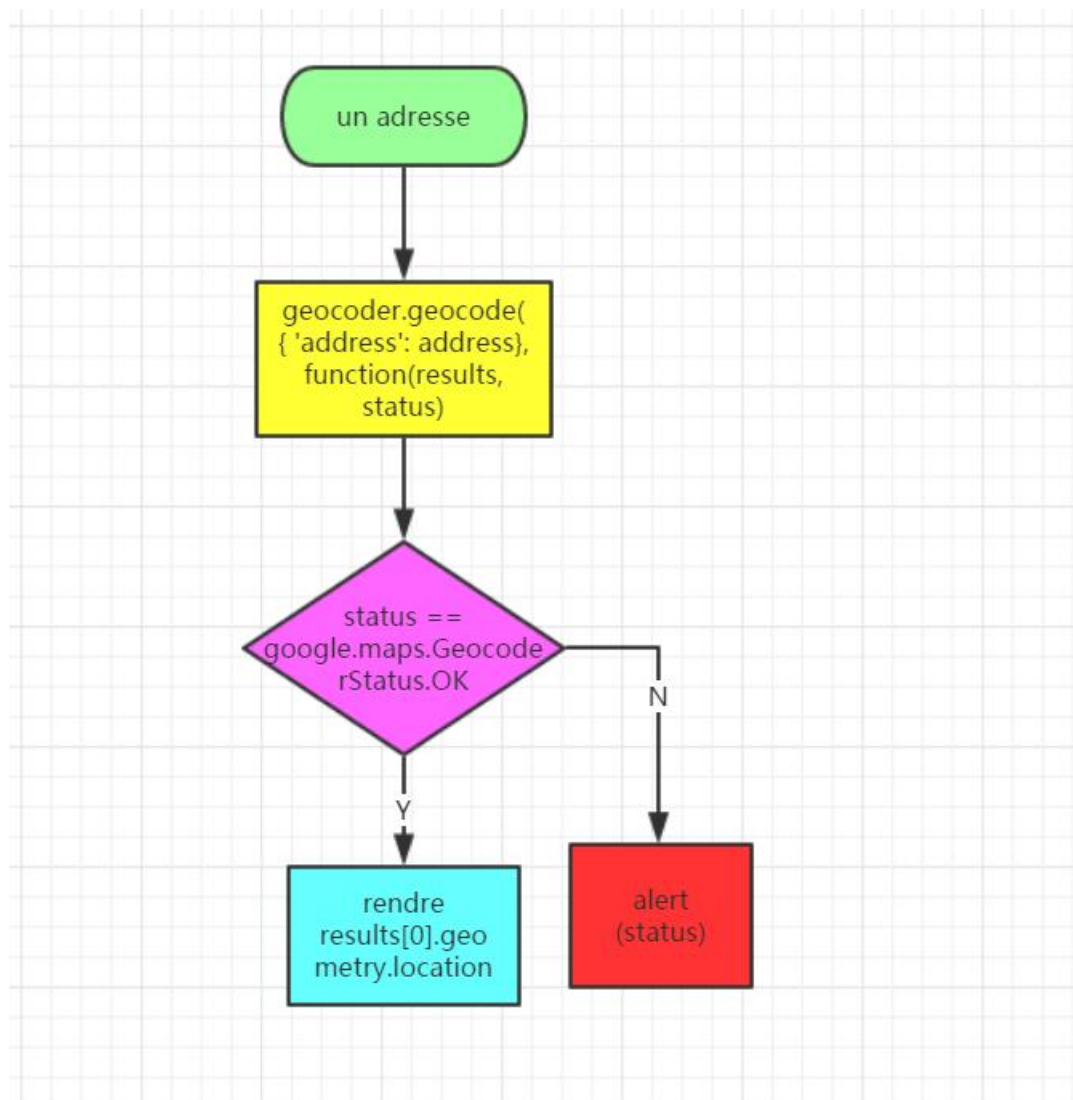 un adresse
geocoder.geocode(
{ 'address': address},
function(results,
status)
status ==
google.maps.Geocode
rStatus.OK
N
Y
rendre
results[0].geo
metry.location
alert
(status)